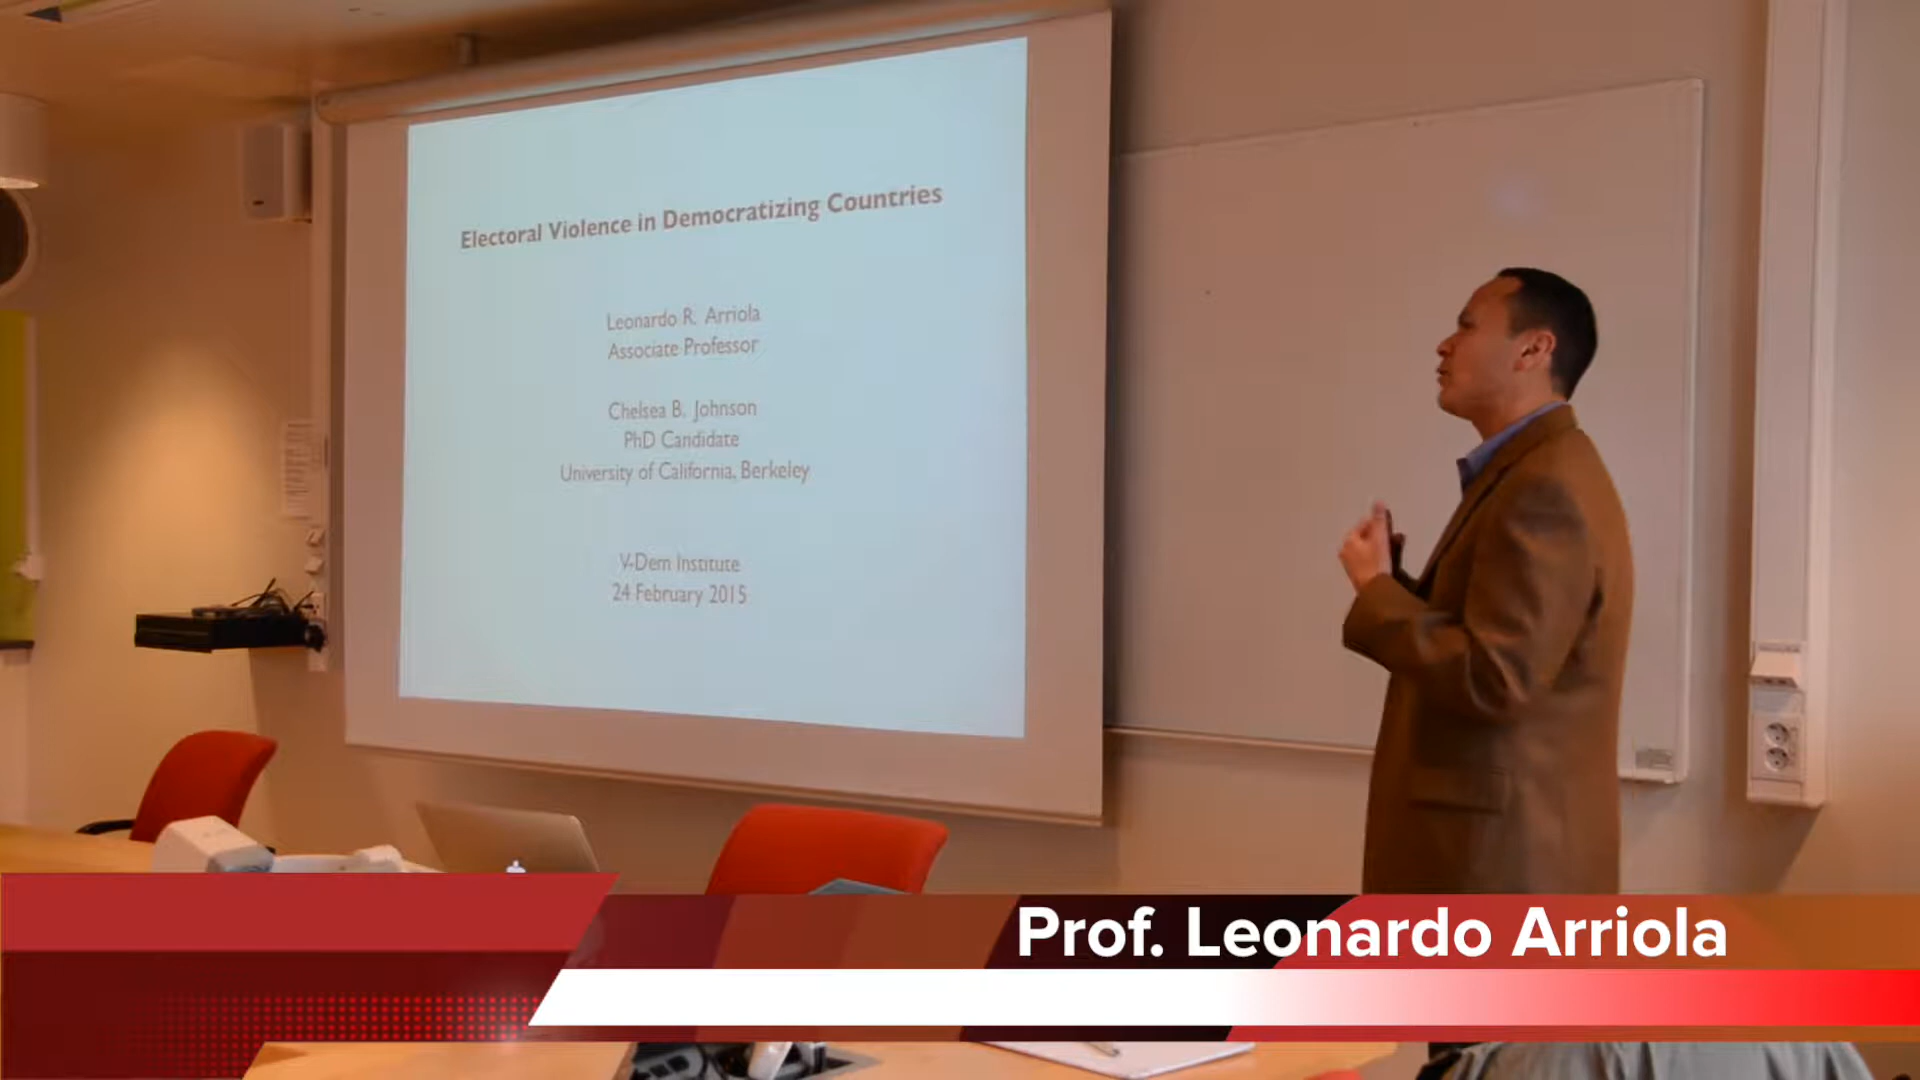 Electoral Violence in Democratizing Countries
Leonardo R. Arriola
Associate Professor
Chelsea B. Johnson
PhD Candidate
University of California, Berkeley
V-Dem Institute
24 February 2015
Prof. Leonardo Arriola